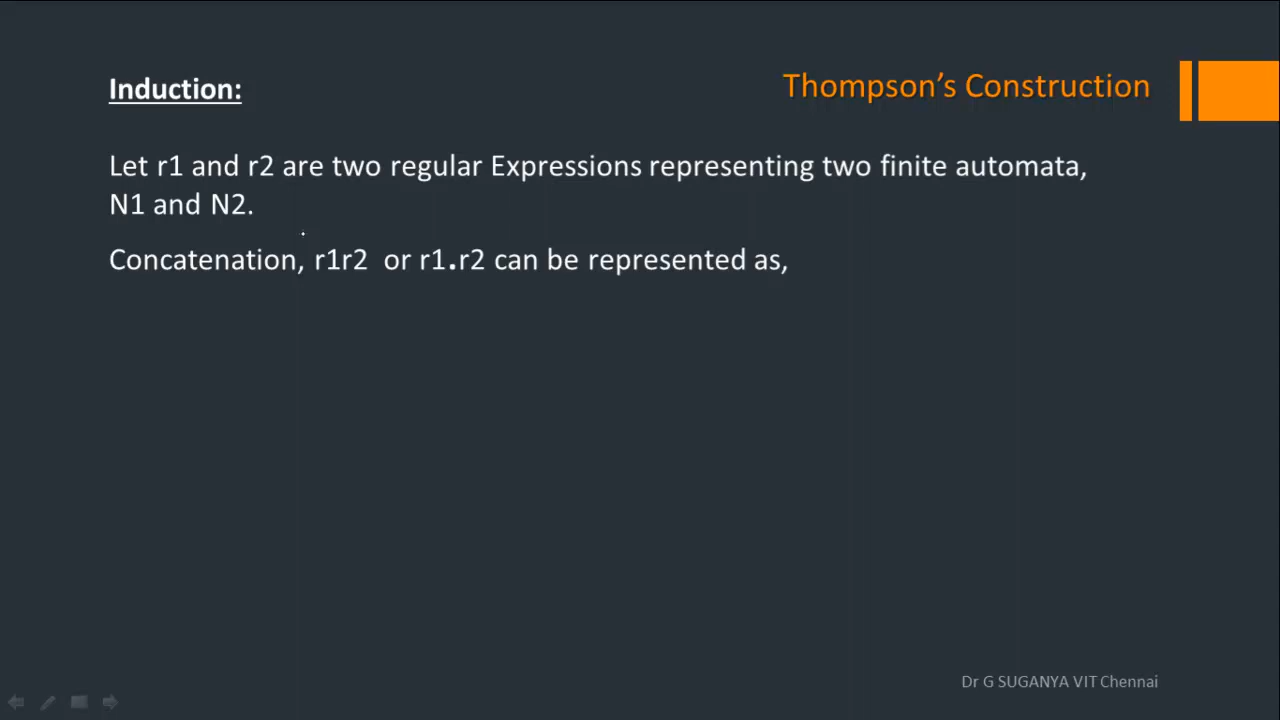 Induction:
Thompson’s Construction
Let r1 and r2 are two regular Expressions representing two finite automata,
N1 and N2.
Concatenation, r1r2 or r1.r2 can be represented as,
Dr G SUGANYA VIT Chennai